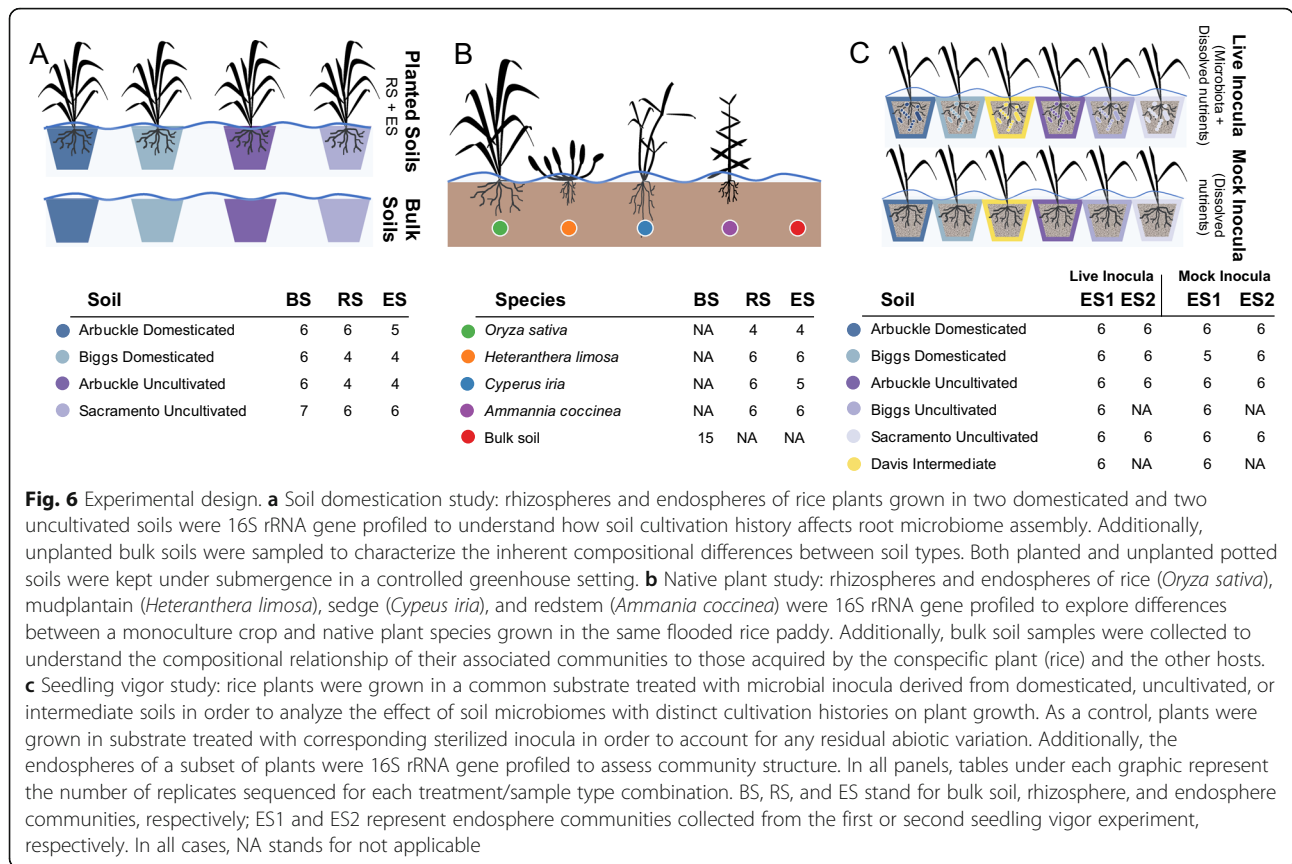 A
Planted Soils
RS + ES
Bulk
Soils
Soil BS RS ES
Arbuckle Domesticated 6 6 5
Biggs Domesticated 6 4 4
Arbuckle Uncultivated 6 4 4
Sacramento Uncultivated 7 6 6
B
Species BS RS ES
Oryza sativa NA 4 4
Heteranthera limosa NA 6 6
Cyperus iria NA 6 5
Ammannia coccinea NA 6 6
Bulk soil 15 NA NA
C
Live Inocula
(Microbiota +
Dissolved nutrients)
Mock Inocula
(Dissolved
nutrients)
Live Inocula Mock Inocula
Soil ES1 ES2 ES1 ES2
Arbuckle Domesticated 6 6 6 6
Biggs Domesticated 6 6 5 6
Arbuckle Uncultivated 6 6 6 6
Biggs Uncultivated 6 NA 6 NA
Sacramento Uncultivated 6 6 6 6
Davis Intermediate 6 NA 6 NA
Fig. 6 Experimental design. a Soil domestication study: rhizospheres and endospheres of rice plants grown in two domesticated and two
uncultivated soils were 16S rRNA gene profiled to understand how soil cultivation history affects root microbiome assembly. Additionally,
unplanted bulk soils were sampled to characterize the inherent compositional differences between soil types. Both planted and unplanted potted
soils were kept under submergence in a controlled greenhouse setting. b Native plant study: rhizospheres and endospheres of rice (Oryza sativa),
mudplantain (Heteranthera limosa), sedge (Cypeus iria), and redstem (Ammania coccinea) were 16S rRNA gene profiled to explore differences
between a monoculture crop and native plant species grown in the same flooded rice paddy. Additionally, bulk soil samples were collected to
understand the compositional relationship of their associated communities to those acquired by the conspecific plant (rice) and the other hosts.
c Seedling vigor study: rice plants were grown in a common substrate treated with microbial inocula derived from domesticated, uncultivated, or
intermediate soils in order to analyze the effect of soil microbiomes with distinct cultivation histories on plant growth. As a control, plants were
grown in substrate treated with corresponding sterilized inocula in order to account for any residual abiotic variation. Additionally, the
endospheres of a subset of plants were 16S rRNA gene profiled to assess community structure. In all panels, tables under each graphic represent
the number of replicates sequenced for each treatment/sample type combination. BS, RS, and ES stand for bulk soil, rhizosphere, and endosphere
communities, respectively; ES1 and ES2 represent endosphere communities collected from the first or second seedling vigor experiment,
respectively. In all cases, NA stands for not applicable